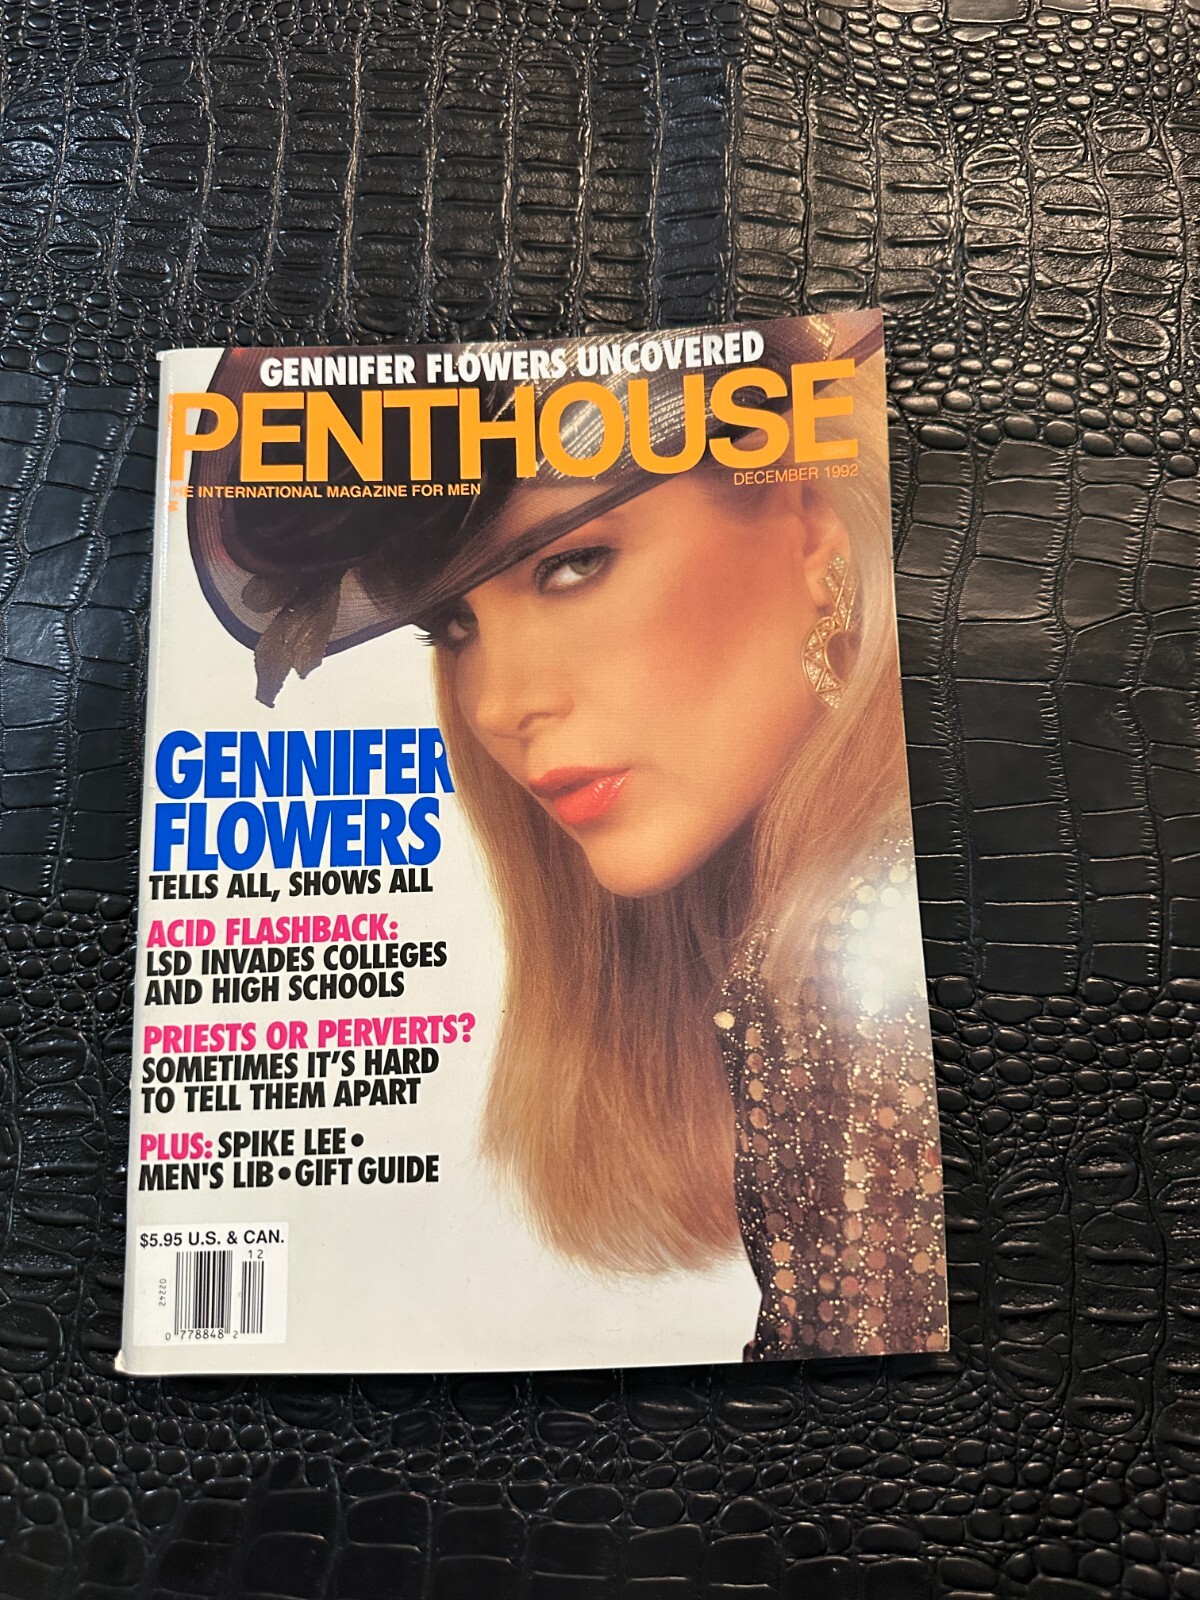 GENNIFER FLOWERS UNCOVERED
PENTHOUSE
THE INTERNATIONAL MAGAZINE FOR MEN
DECEMBER 1992
GENNIFER
FLOWERS
TELLS ALL, SHOWS ALL
ACID FLASHBACK:
LSD INVADES COLLEGES
AND HIGH SCHOOLS
PRIESTS OR PERVERTS?
SOMETIMES IT'S HARD
TO TELL THEM APART
PLUS: SPIKE LEE •
MEN'S LIB • GIFT GUIDE
$5.95 U.S. & CAN.
12
02242
0 778848 2